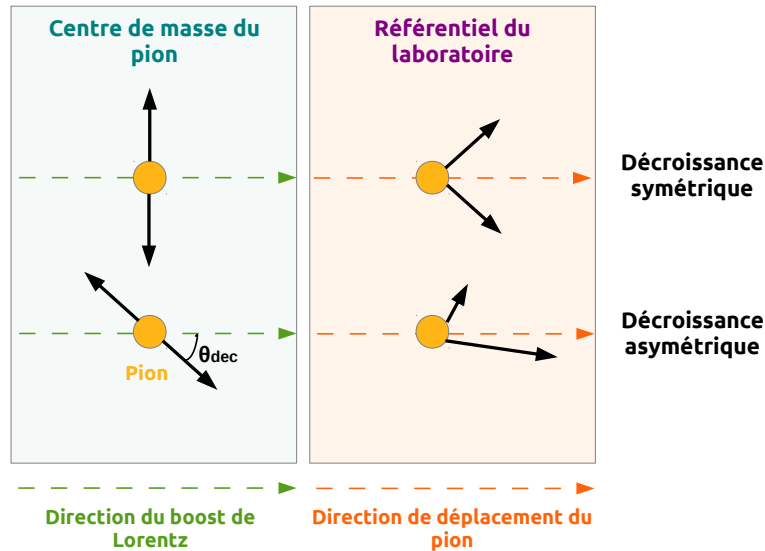 Centre de masse du
pion
Référentiel du
laboratoire
Décroissance
symétrique
θdec
Pion
Décroissance
asymétrique
Direction du boost de
Lorentz
Direction de déplacement du
pion